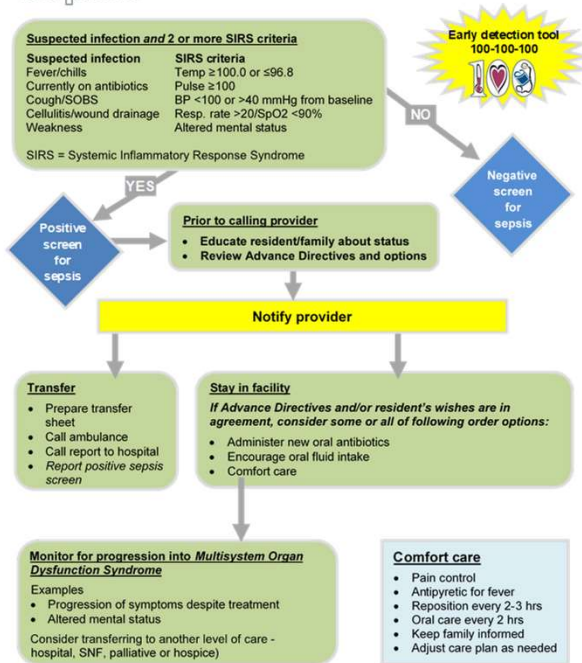 Suspected infection and 2 or more SIRS criteria
Early detection tool
100-100-100
Suspected infection SIRS criteria
Fever/chills Temp ≥100.0 or ≤96.8
Currently on antibiotics Pulse ≥100
Cough/SOBS BP <100 or >40 mmHg from baseline
Cellulitis/wound drainage Resp. rate >20/SpO2 <90%
Weakness Altered mental status
SIRS = Systemic Inflammatory Response Syndrome
NO
YES
Negative
screen
for
sepsis
Positive
screen
for
sepsis
Prior to calling provider
• Educate resident/family about status
• Review Advance Directives and options
Notify provider
Transfer
• Prepare transfer
sheet
• Call ambulance
• Call report to hospital
• Report positive sepsis
screen
Stay in facility
If Advance Directives and/or resident's wishes are in
agreement, consider some or all of following order options:
• Administer new oral antibiotics
• Encourage oral fluid intake
• Comfort care
Monitor for progression into Multisystem Organ
Dysfunction Syndrome
Examples
• Progression of symptoms despite treatment
• Altered mental status
Consider transferring to another level of care -
hospital, SNF, palliative or hospice)
Comfort care
• Pain control
• Antipyretic for fever
• Reposition every 2-3 hrs
• Oral care every 2 hrs
• Keep family informed
• Adjust care plan as needed